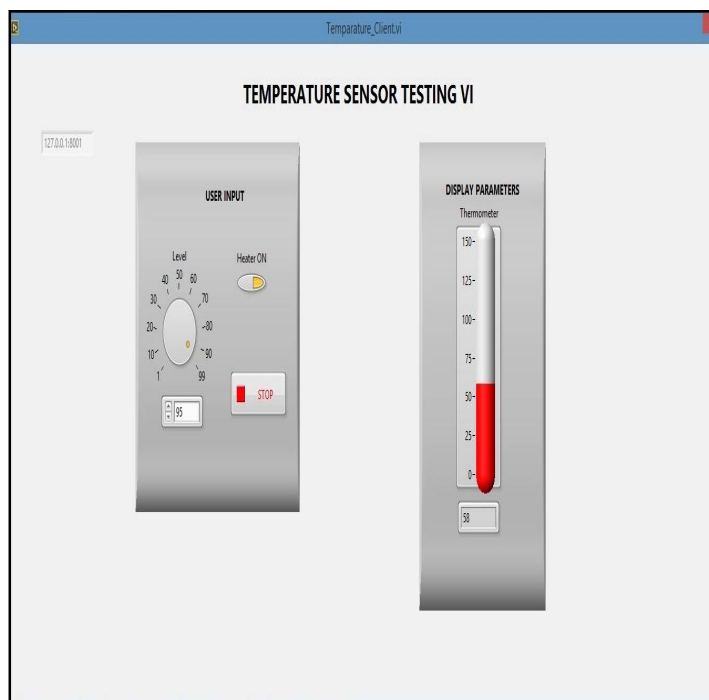 Temparature_Client.vi
TEMPERATURE SENSOR TESTING VI
127.0.0.1:8001
USER INPUT
Level
Heater ON
1
10
20
30
40
50
60
70
80
90
99
95
STOP
DISPLAY PARAMETERS
Thermometer
150
125
100
75
50
25
0
58